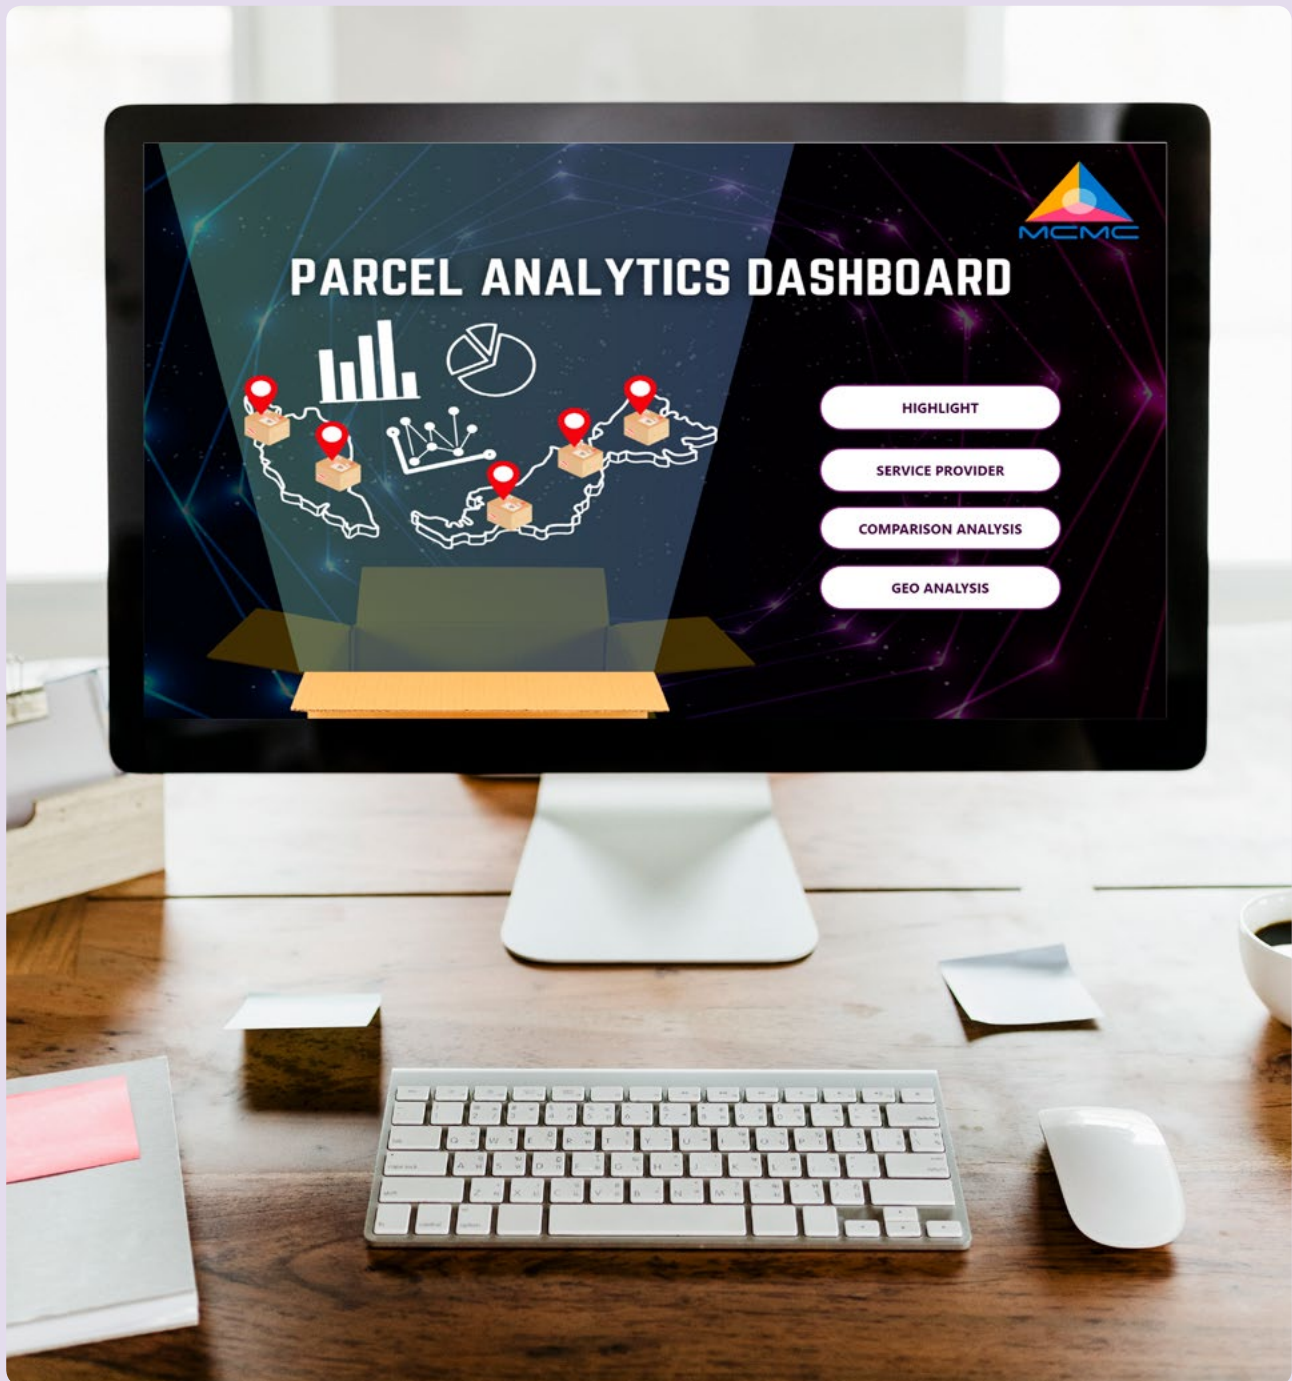 MCMC
PARCEL ANALYTICS DASHBOARD
HIGHLIGHT
SERVICE PROVIDER
COMPARISON ANALYSIS
GEO ANALYSIS
Q W E R T Y U I O P
A S D F G H J K L
Z X C V B N M